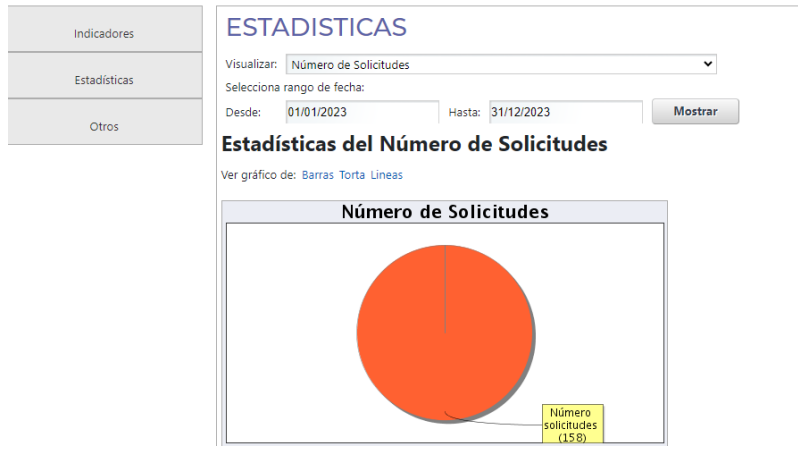 Indicadores
Estadísticas
Otros
ESTADISTICAS
Visualizar: Número de Solicitudes
Selecciona rango de fecha:
Desde: 01/01/2023 Hasta: 31/12/2023 Mostrar
Estadísticas del Número de Solicitudes
Ver gráfico de: Barras Torta Lineas
Número de Solicitudes
Número
solicitudes
(158)